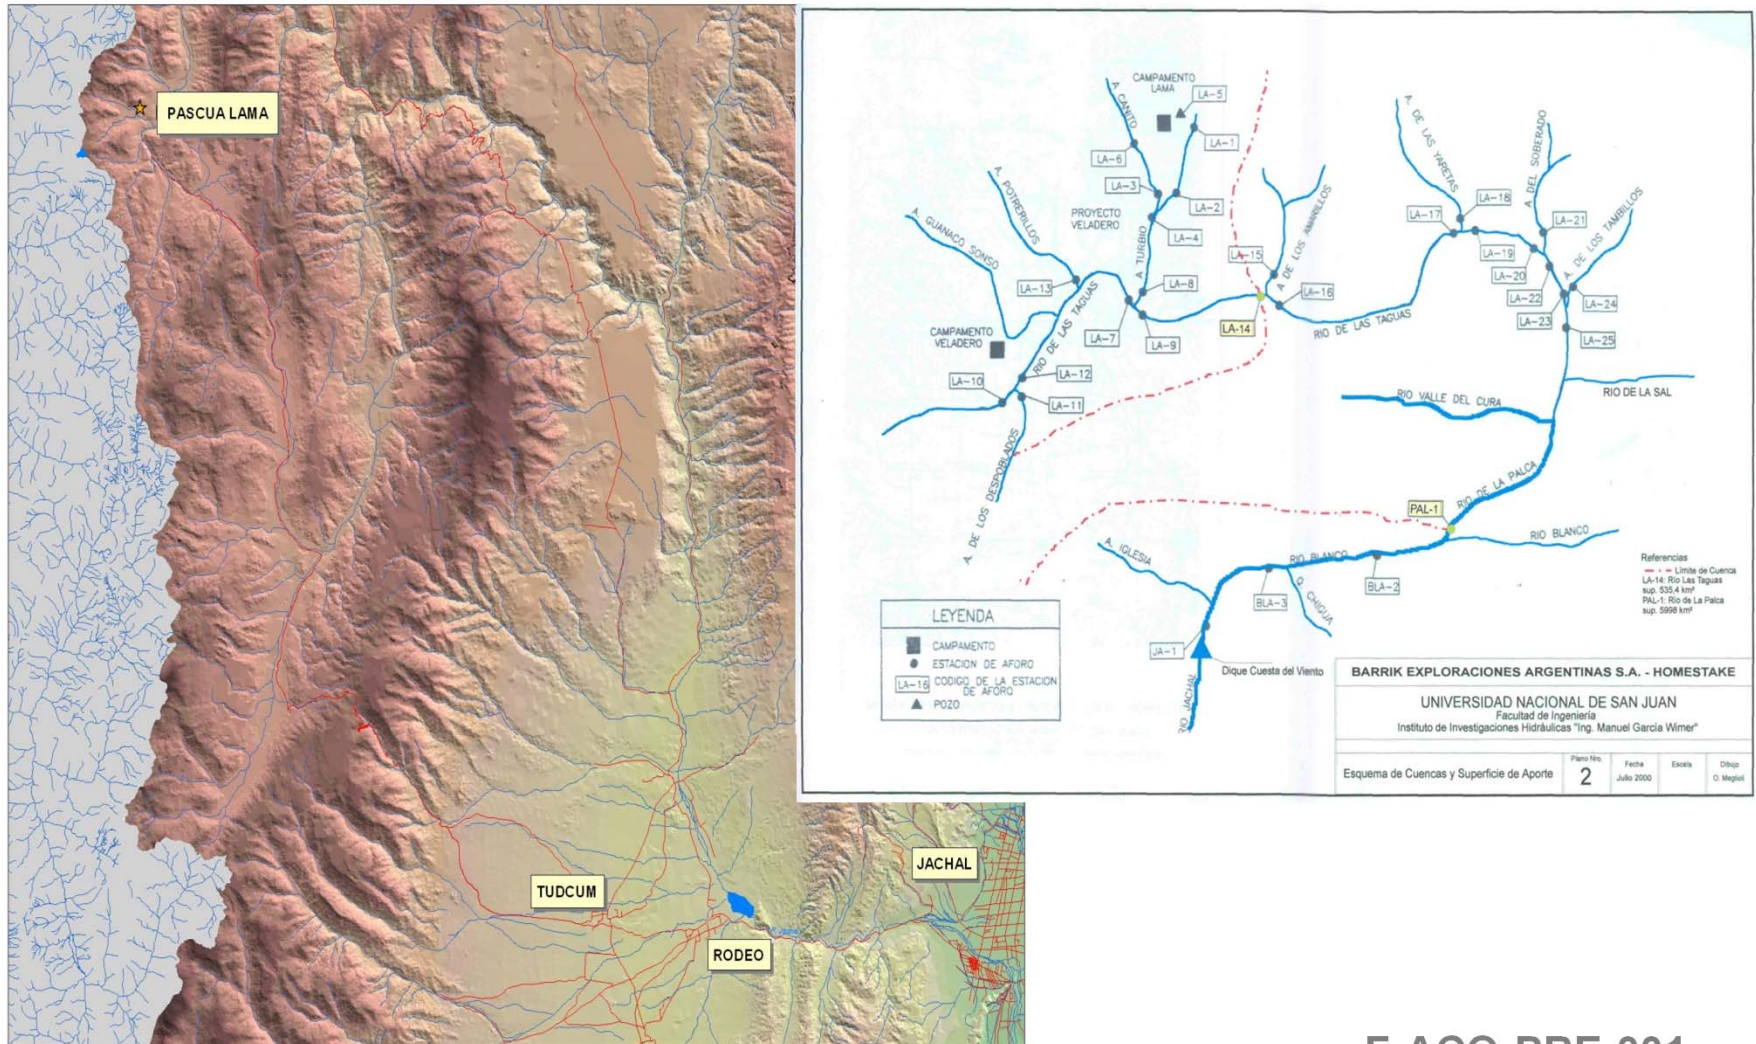 PASCUA LAMA
TUDCUM
RODEO
JACHAL
CAMPAMENTO
LAMA
LA-5
A. CANITO
LA-1
LA-6
LA-3
LA-2
PROYECTO
VELADERO
LA-4
A. TURBIO
A. POTRERILLOS
A. GUANACO SONSO
LA-13
LA-8
LA-7
LA-9
RIO DE LAS TAGUAS
CAMPAMENTO
VELADERO
LA-10
LA-12
LA-11
A. DE LOS DESPOBLADOS
LA-15
A DE LOS AMARILLOS
LA-16
LA-14
RIO DE LAS TAGUAS
A. DE LAS YARETAS
LA-17
LA-18
LA-19
A DEL SOBERADO
LA-21
LA-20
A. DE LOS TAMBILLOS
LA-22
LA-24
LA-23
LA-25
RIO DE LA SAL
RIO VALLE DEL CURA
RIO DE LA PALCA
PAL-1
RIO BLANCO
RIO BLANCO
A. IGLESIA
BLA-2
BLA-3
Q. CHIGUA
JA-1
Dique Cuesta del Viento
RIO JACHAL
Referencias
Límite de Cuenca
LA-14: Río Las Taguas
sup. 535,4 km²
PAL-1: Río de La Palca
sup. 5998 km²
LEYENDA
CAMPAMENTO
ESTACION DE AFORO
LA-16 CODIGO DE LA ESTACION
DE AFORO
POZO
BARRIK EXPLORACIONES ARGENTINAS S.A. - HOMESTAKE
UNIVERSIDAD NACIONAL DE SAN JUAN
Facultad de Ingeniería
Instituto de Investigaciones Hidráulicas "Ing. Manuel García Wimer"
Esquema de Cuencas y Superficie de Aporte
Plano Nro.
2
Fecha
Julio 2000
Escala
Dibujo
O. Meglioli